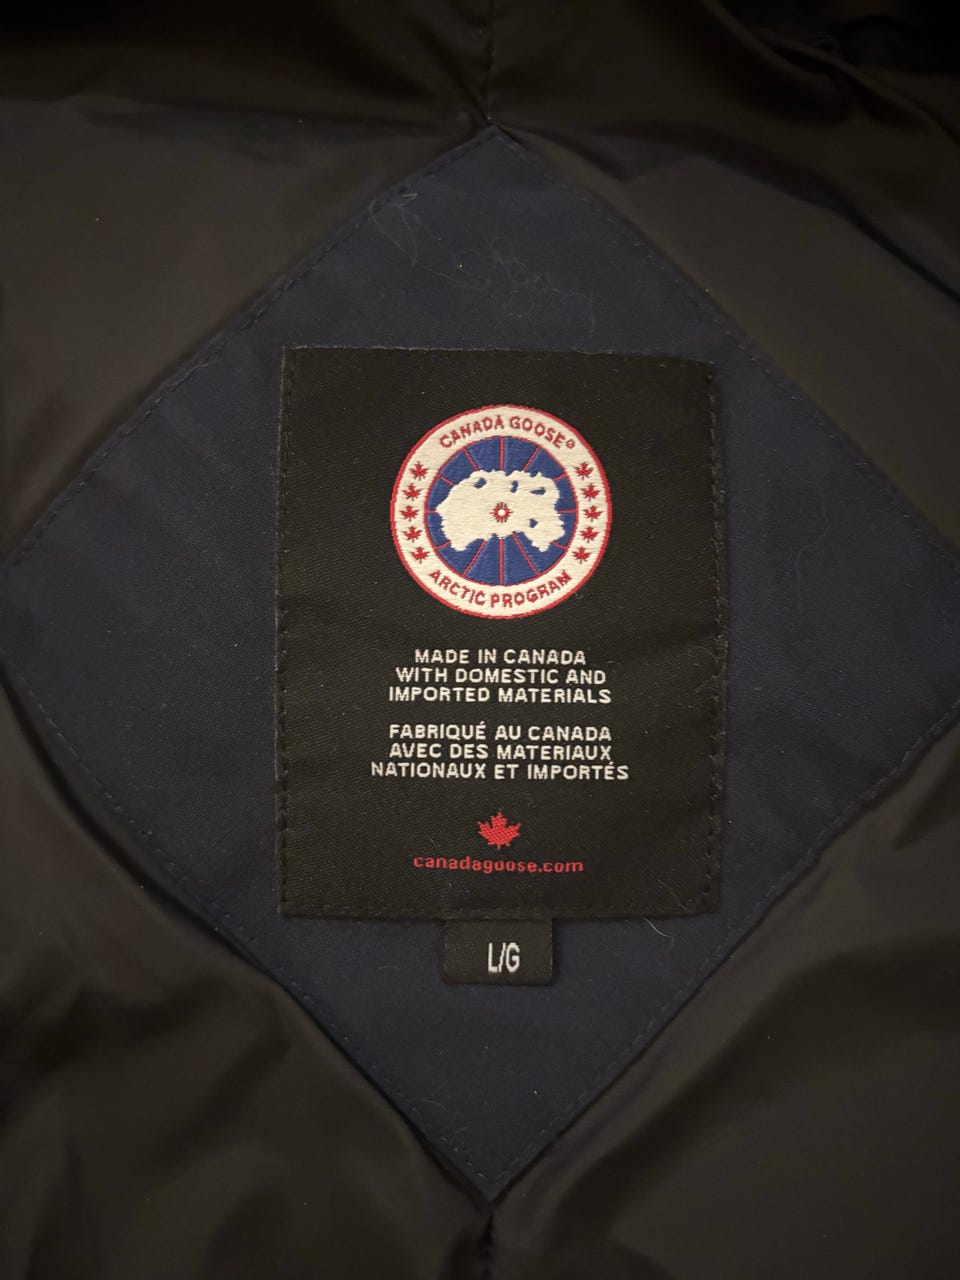 CANADA GOOSE®
ARCTIC PROGRAM
MADE IN CANADA
WITH DOMESTIC AND
IMPORTED MATERIALS
FABRIQUÉ AU CANADA
AVEC DES MATERIAUX
NATIONAUX ET IMPORTÉS
canadagoose.com
L/G